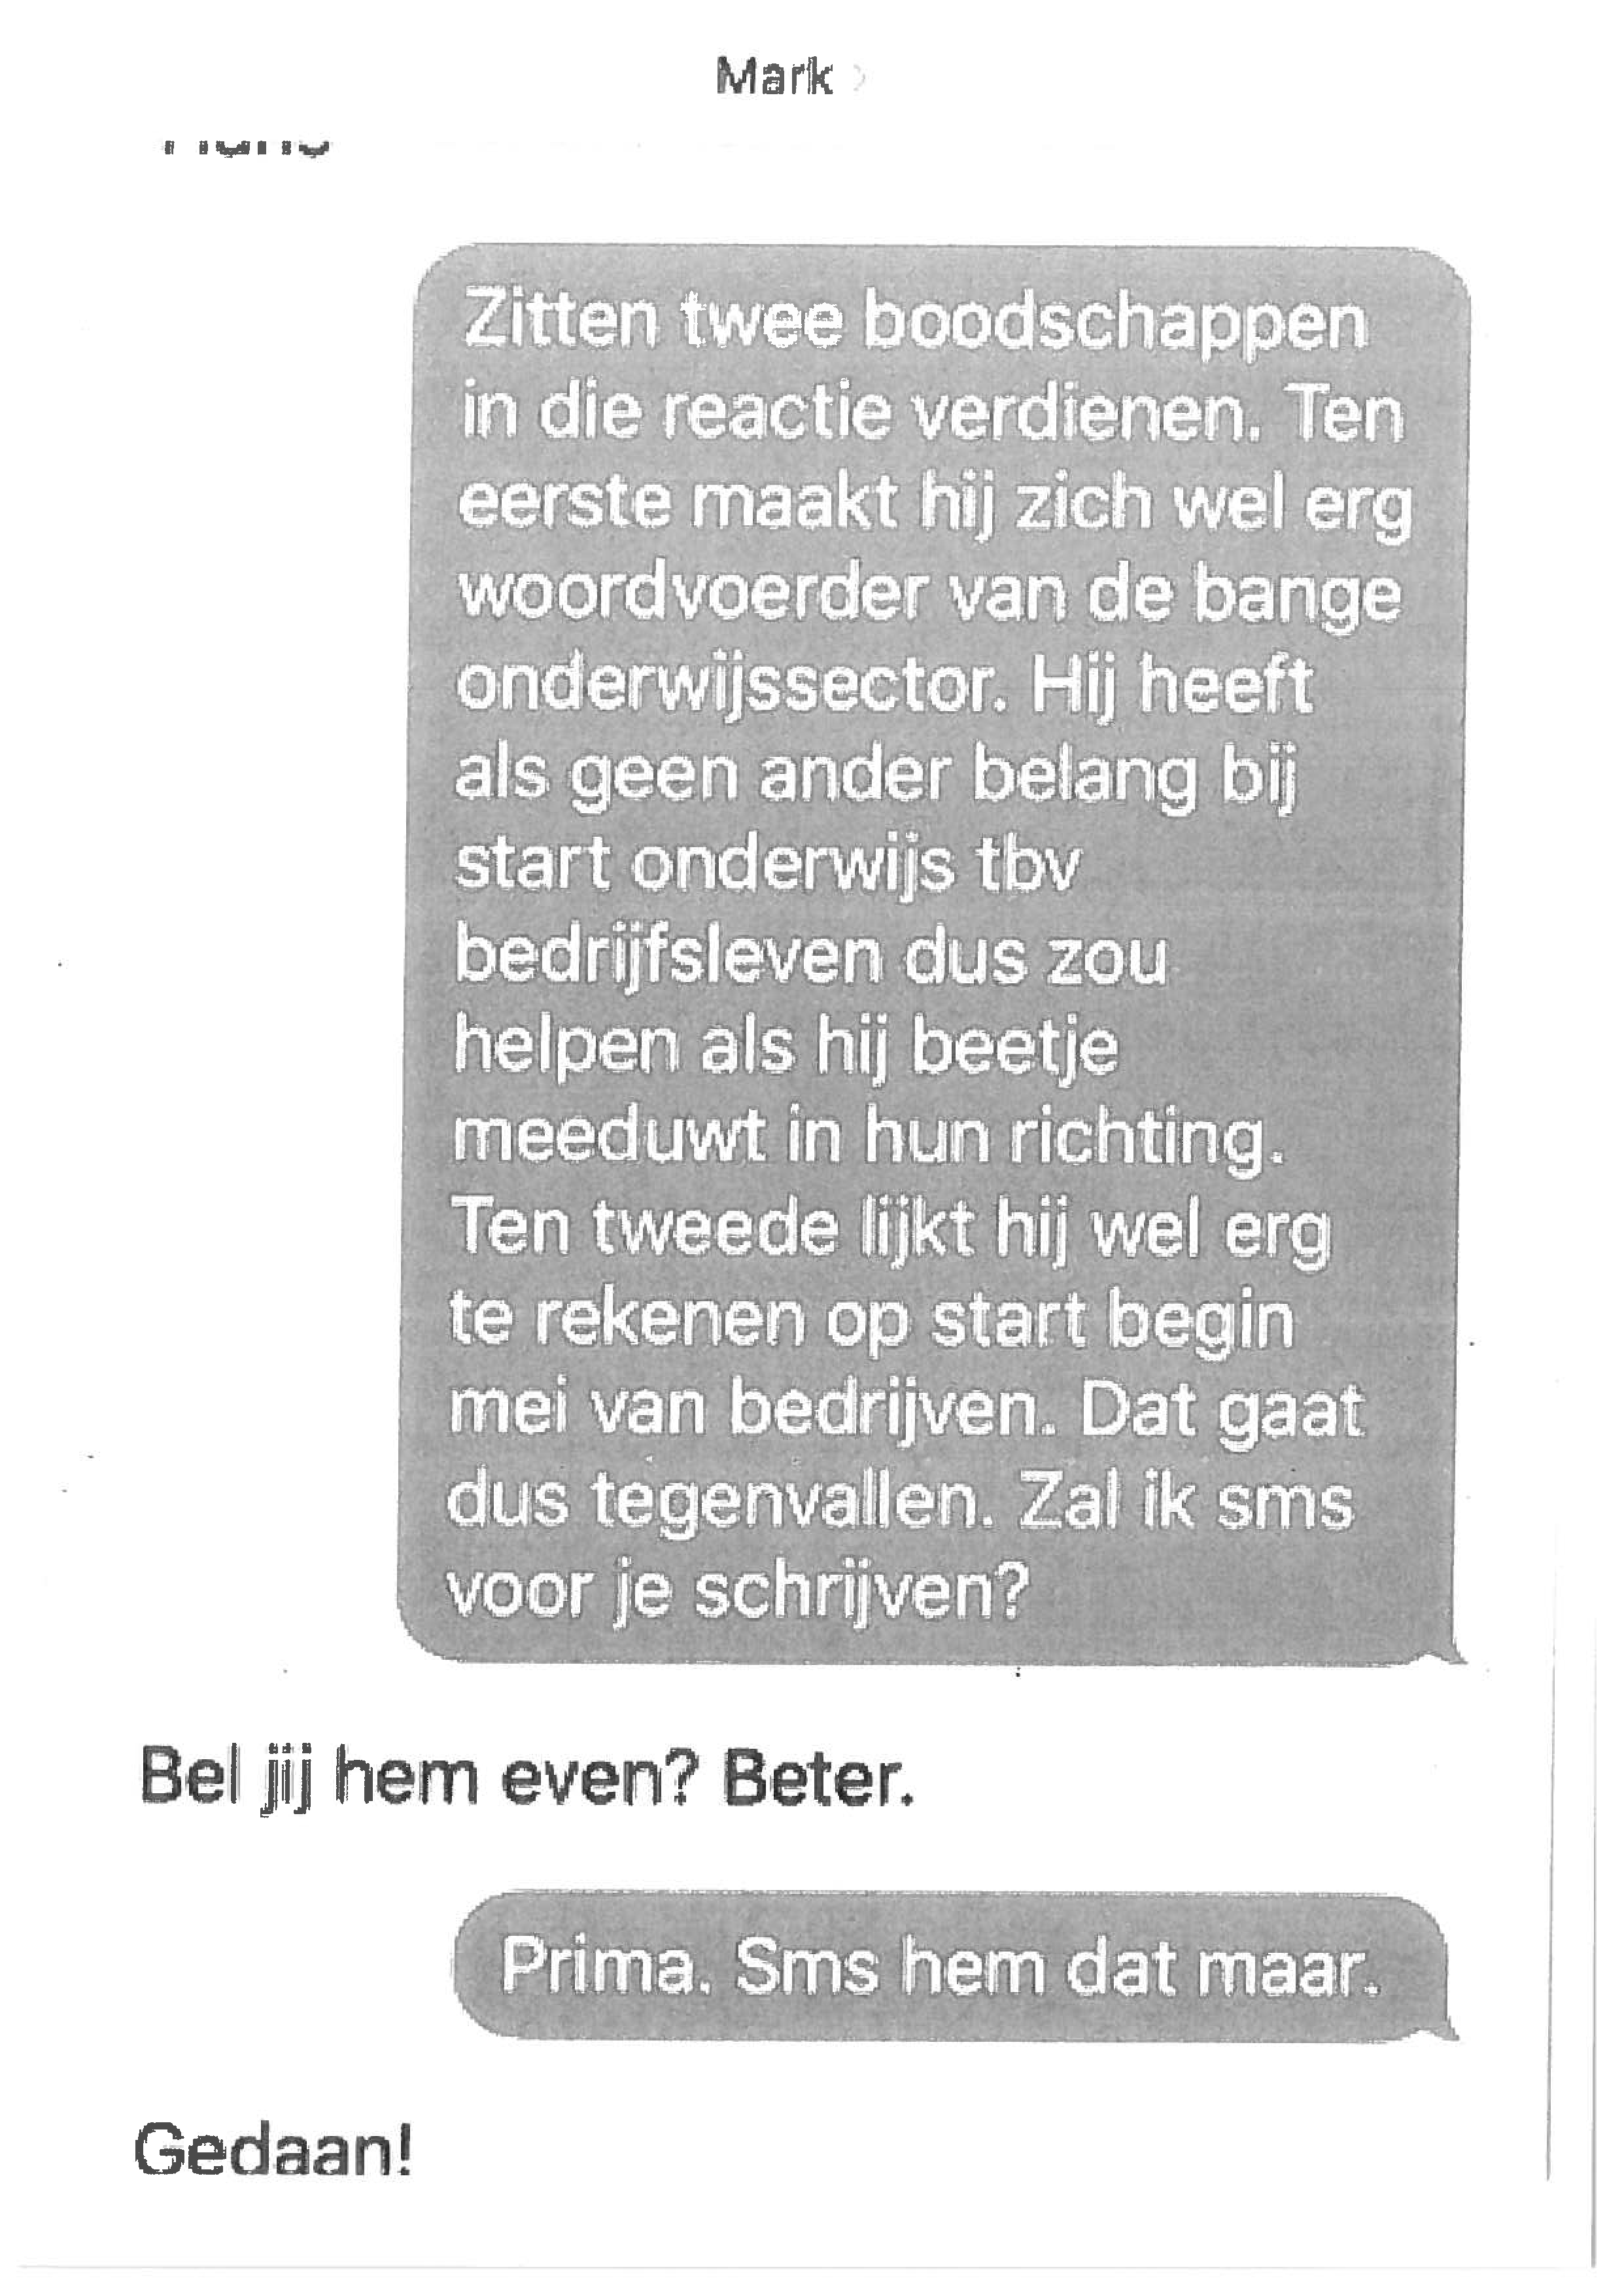 Mark
Zitten twee boodschappen
in die reactie verdienen. Ten
eerste maakt hij zich wel erg
woordvoerder van de bange
onderwijssector. Hij heeft
als geen ander belang bij
start onderwijs tbv
bedrijfsleven dus zou
helpen als hij beetje
meeduwt in hun richting.
Ten tweede lijkt hij wel erg
te rekenen op start begin
mei van bedrijven. Dat gaat
dus tegenvallen. Zal ik sms
voor je schrijven?
Bel jij hem even? Beter.
Prima. Sms hem dat maar.
Gedaan!